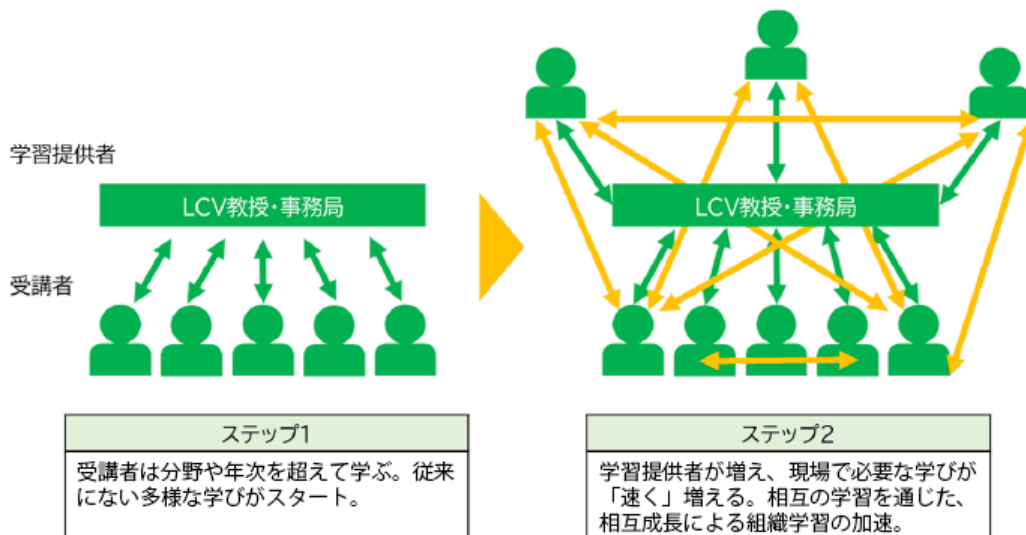 学習提供者
LCV教授・事務局
LCV教授・事務局
受講者
ステップ1
受講者は分野や年次を超えて学ぶ。従来
にない多様な学びがスタート。
ステップ2
学習提供者が増え、現場で必要な学びが
「速く」増える。相互の学習を通じた、
相互成長による組織学習の加速。